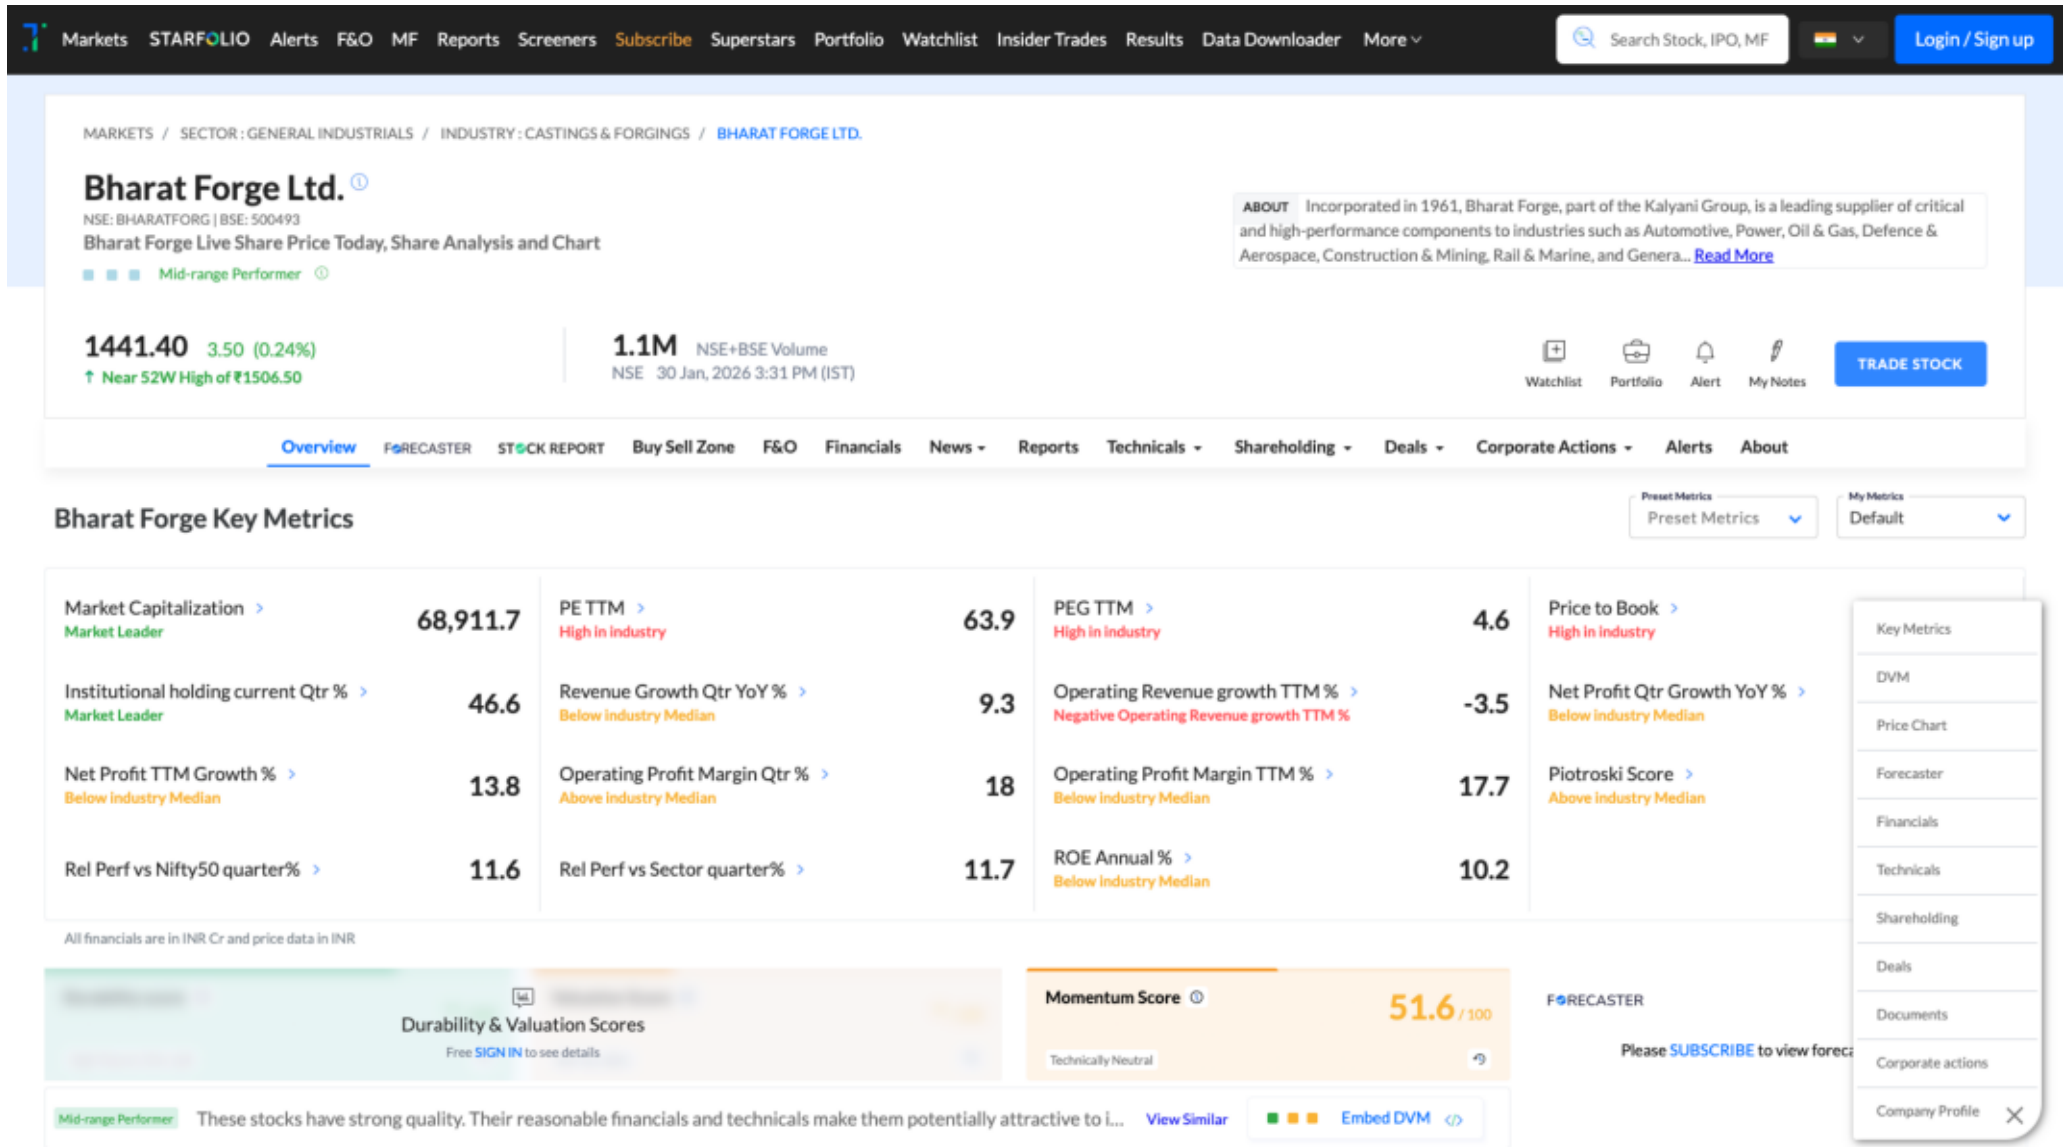 Markets STARFOLIO Alerts F&O MF Reports Screeners Subscribe Superstars Portfolio Watchlist Insider Trades Results Data Downloader More Search Stock, IPO, MF Login / Sign up
MARKETS / SECTOR : GENERAL INDUSTRIALS / INDUSTRY : CASTINGS & FORGINGS / BHARAT FORGE LTD.
Bharat Forge Ltd.
NSE: BHARATFORG | BSE: 500493
Bharat Forge Live Share Price Today, Share Analysis and Chart
Mid-range Performer
ABOUT Incorporated in 1961, Bharat Forge, part of the Kalyani Group, is a leading supplier of critical
and high-performance components to industries such as Automotive, Power, Oil & Gas, Defence &
Aerospace, Construction & Mining, Rail & Marine, and Genera... Read More
1441.40 3.50 (0.24%)
↑ Near 52W High of ₹1506.50
1.1M NSE+BSE Volume
NSE 30 Jan, 2026 3:31 PM (IST)
Watchlist Portfolio Alert My Notes TRADE STOCK
Overview FORECASTER STOCK REPORT Buy Sell Zone F&O Financials News Reports Technicals Shareholding Deals Corporate Actions Alerts About
Bharat Forge Key Metrics
Preset Metrics
Preset Metrics
My Metrics
Default
Market Capitalization 68,911.7
Market Leader
PE TTM 63.9
High in industry
PEG TTM 4.6
High in industry
Price to Book
High in industry
Institutional holding current Qtr % 46.6
Market Leader
Revenue Growth Qtr YoY % 9.3
Below industry Median
Operating Revenue growth TTM % -3.5
Negative Operating Revenue growth TTM %
Net Profit Qtr Growth YoY %
Below industry Median
Net Profit TTM Growth % 13.8
Below industry Median
Operating Profit Margin Qtr % 18
Above industry Median
Operating Profit Margin TTM % 17.7
Below industry Median
Piotroski Score
Above industry Median
Rel Perf vs Nifty50 quarter% 11.6
Rel Perf vs Sector quarter% 11.7
ROE Annual % 10.2
Below industry Median
Key Metrics
DVM
Price Chart
Forecaster
Financials
Technicals
Shareholding
Deals
Documents
Corporate actions
Company Profile
All financials are in INR Cr and price data in INR
Durability & Valuation Scores
Free SIGN IN to see details
Momentum Score 51.6 / 100
Technically Neutral
FORECASTER
Please SUBSCRIBE to view foreca
Mid-range Performer These stocks have strong quality. Their reasonable financials and technicals make them potentially attractive to i... View Similar Embed DVM </>